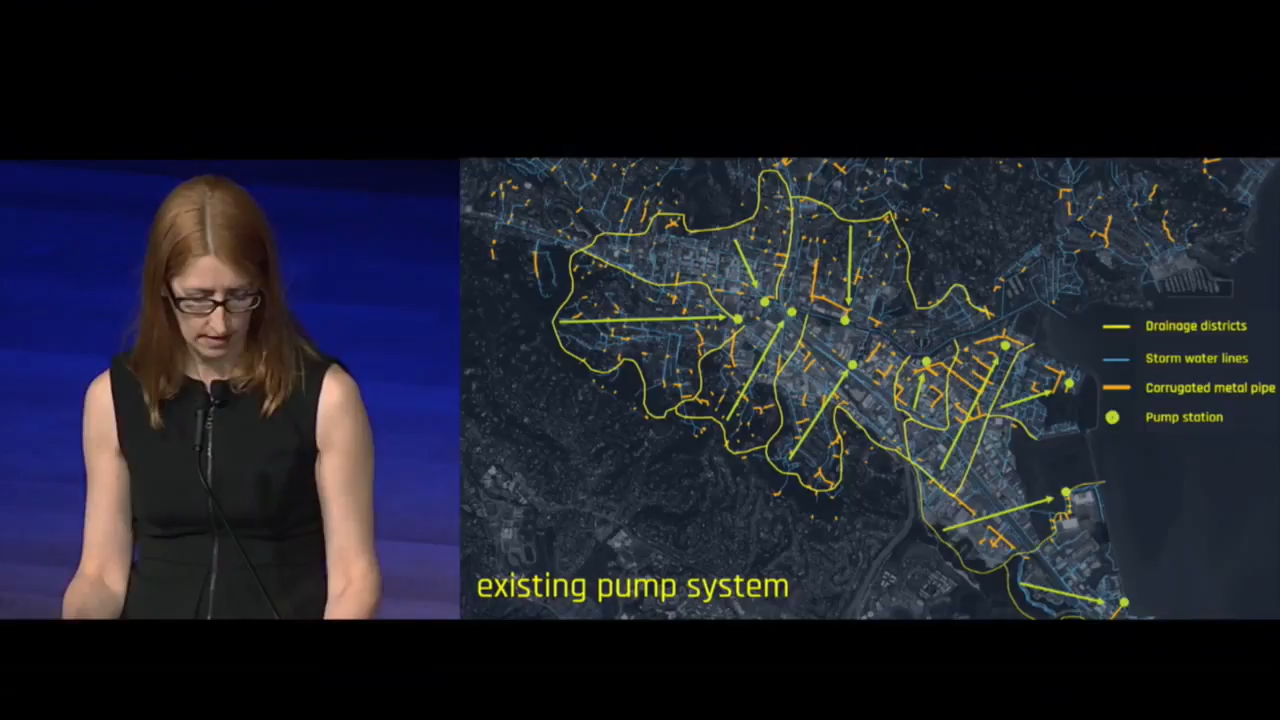 Drainage districts
Storm water lines
Corrugated metal pipe
Pump station
existing pump system